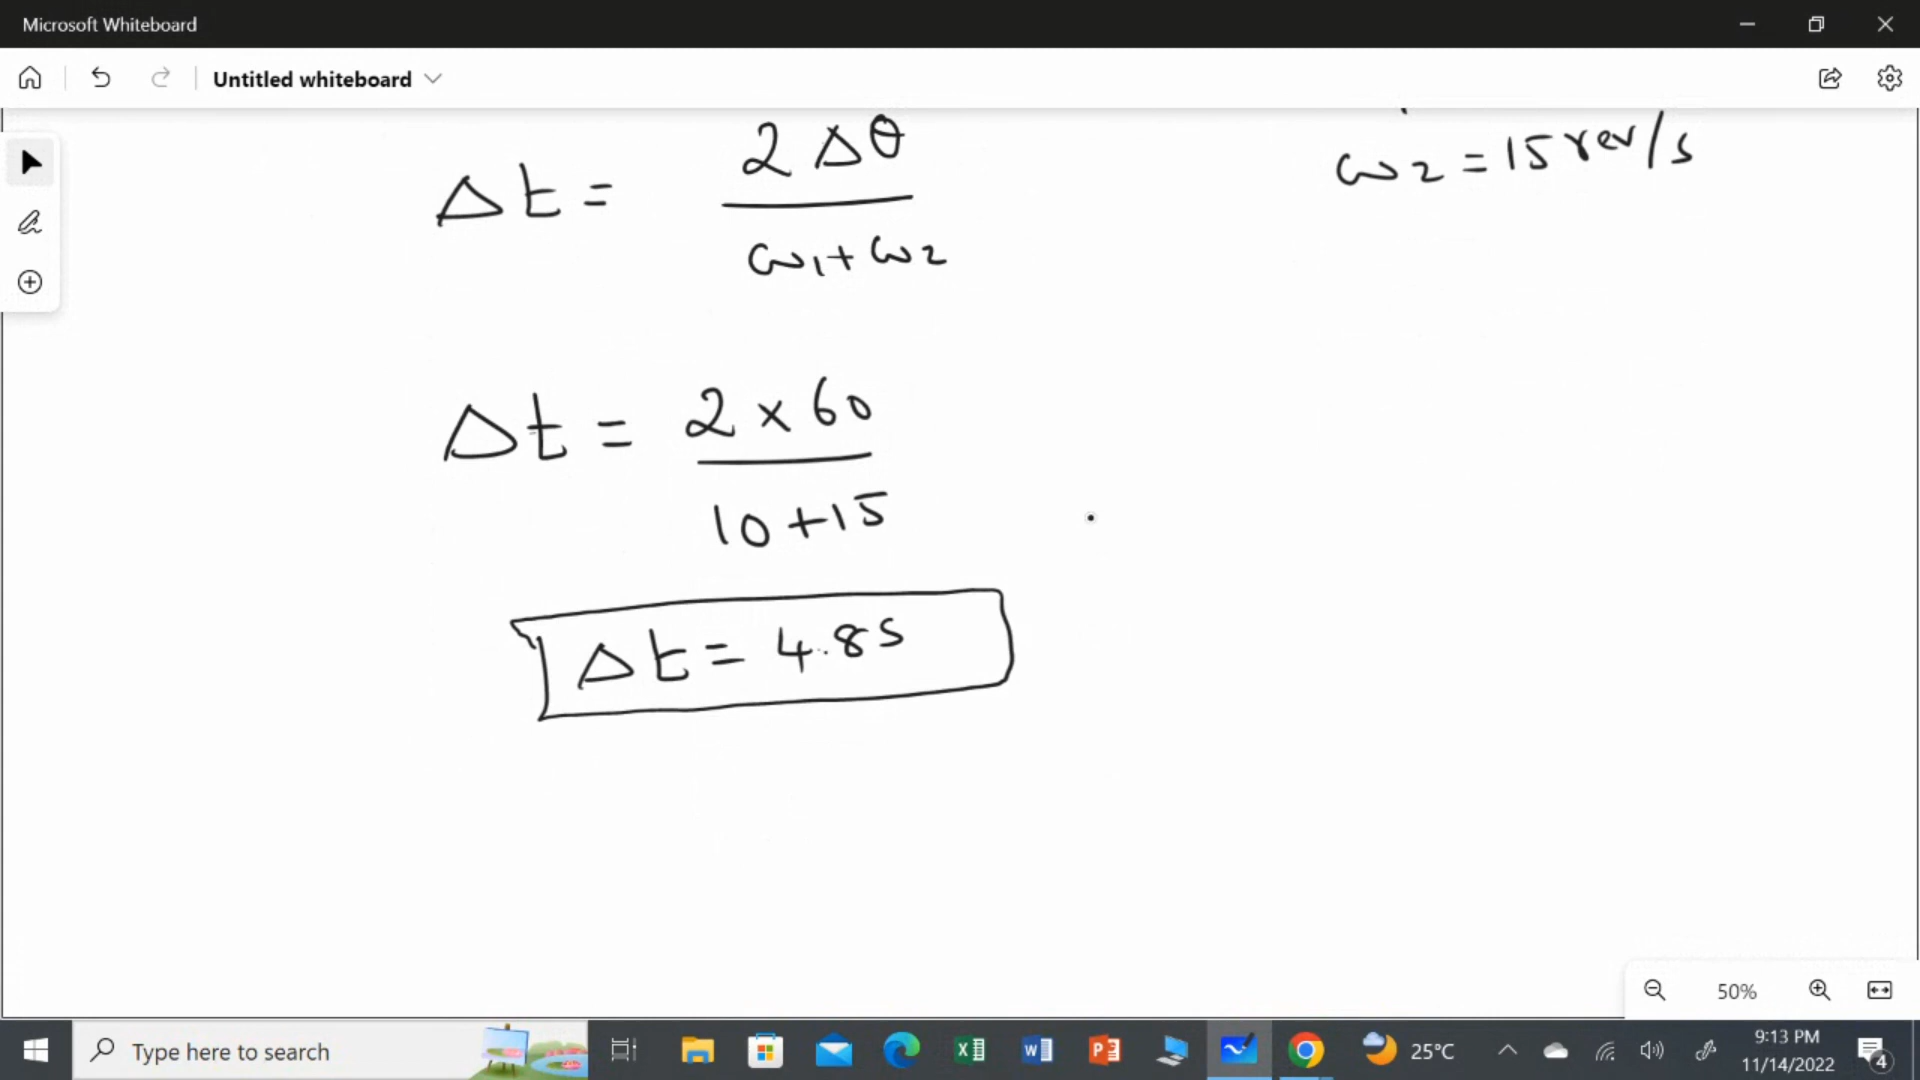 Microsoft Whiteboard
Untitled whiteboard
Δt = 2Δθ / ω1+ω2
ω2 = 15 rev/s
Δt = 2 × 60 / 10+15
Δt = 4.8s
50%
Type here to search
25°C
9:13 PM
11/14/2022
4